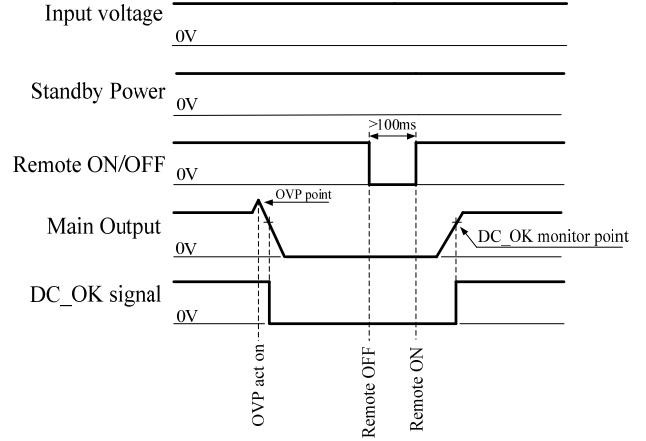 Input voltage
0V
Standby Power
0V
>100ms
Remote ON/OFF
0V
OVP point
Main Output
DC_OK monitor point
0V
DC_OK signal
0V
OVP act on
Remote OFF
Remote ON